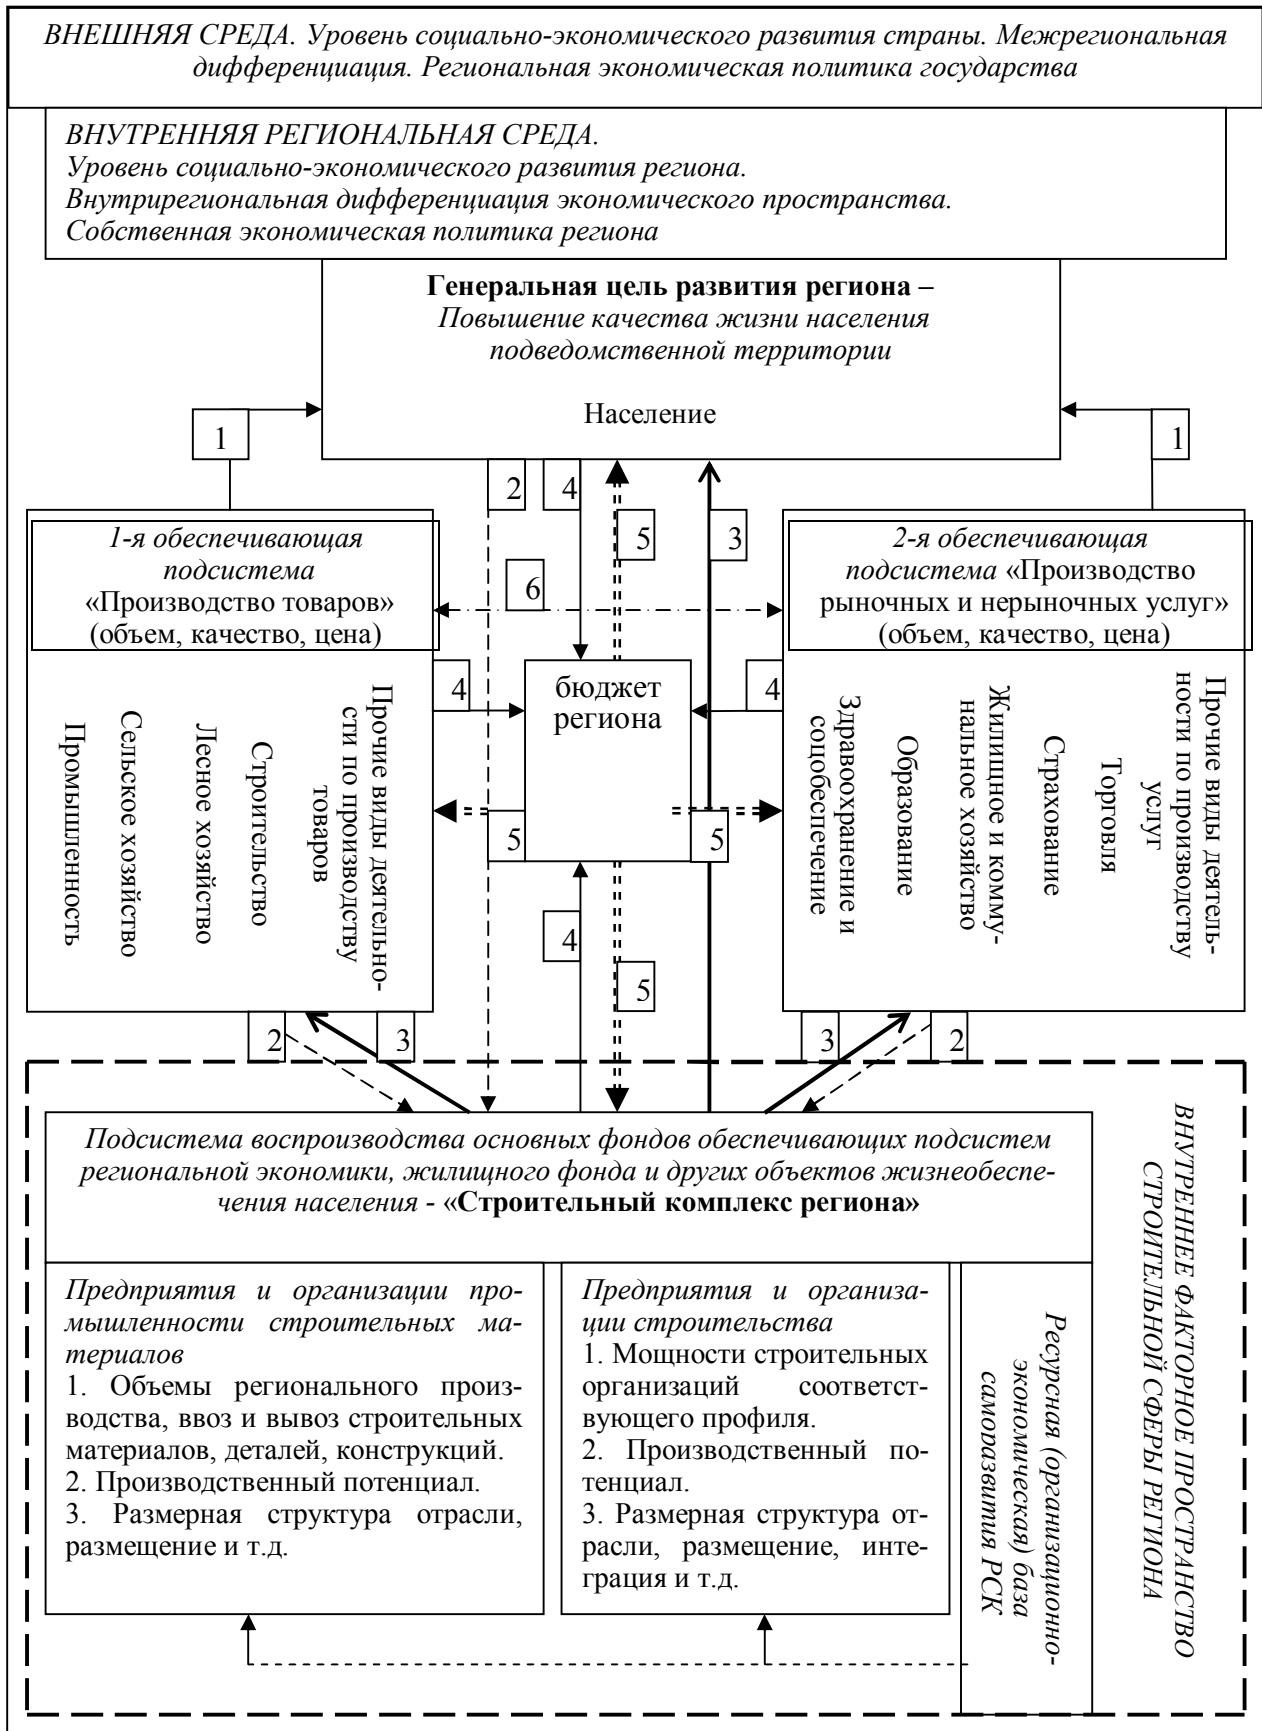 ВНЕШНЯЯ СРЕДА. Уровень социально-экономического развития страны. Межрегиональная
дифференциация. Региональная экономическая политика государства
ВНУТРЕННЯЯ РЕГИОНАЛЬНАЯ СРЕДА.
Уровень социально-экономического развития региона.
Внутрирегиональная дифференциация экономического пространства.
Собственная экономическая политика региона
Генеральная цель развития региона –
Повышение качества жизни населения
подведомственной территории
Население
1
1
2
4
5
3
1-я обеспечивающая
подсистема
«Производство товаров»
(объем, качество, цена)
6
2-я обеспечивающая
подсистема «Производство
рыночных и нерыночных услуг»
(объем, качество, цена)
Промышленность
Сельское хозяйство
Лесное хозяйство
Строительство
Прочие виды деятельно-
сти по производству
товаров
4
бюджет
региона
4
5
5
4
5
Здравоохранение и
соцобеспечение
Образование
Жилищное и комму-
нальное хозяйство
Страхование
Торговля
Прочие виды деятель-
ности по производству
услуг
2
3
3
2
Подсистема воспроизводства основных фондов обеспечивающих подсистем
региональной экономики, жилищного фонда и других объектов жизнеобеспе-
чения населения - «Строительный комплекс региона»
Предприятия и организации про-
мышленности строительных ма-
териалов
1. Объемы регионального произ-
водства, ввоз и вывоз строительных
материалов, деталей, конструкций.
2. Производственный потенциал.
3. Размерная структура отрасли,
размещение и т.д.
Предприятия и организа-
ции строительства
1. Мощности строительных
организаций соответст-
вующего профиля.
2. Производственный по-
тенциал.
3. Размерная структура от-
расли, размещение, инте-
грация и т.д.
Ресурсная (организационно-
экономическая) база
саморазвития РСК
ВНУТРЕННЕЕ ФАКТОРНОЕ ПРОСТРАНСТВО
СТРОИТЕЛЬНОЙ СФЕРЫ РЕГИОНА